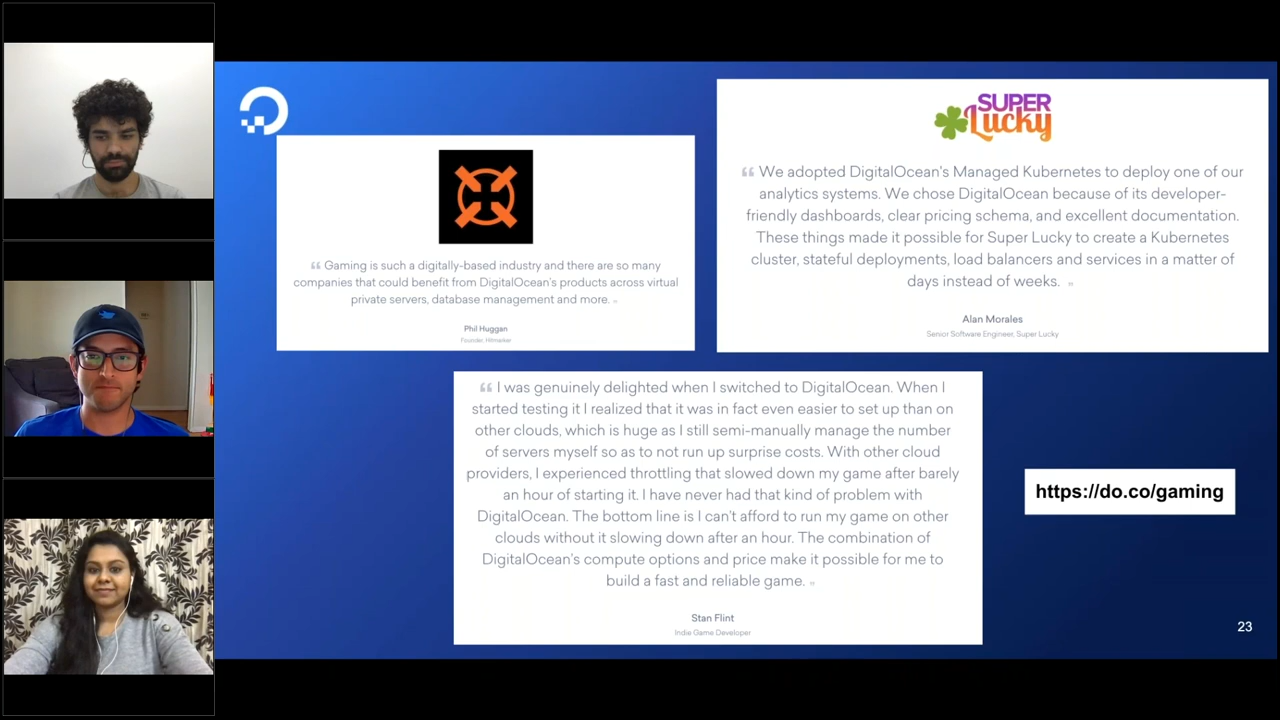 “ Gaming is such a digitally-based industry and there are so many
companies that could benefit from DigitalOcean's products across virtual
private servers, database management and more. ”
Phil Huggan
Founder, Hitmarker
SUPER
Lucky
“ We adopted DigitalOcean's Managed Kubernetes to deploy one of our
analytics systems. We chose DigitalOcean because of its developer-
friendly dashboards, clear pricing schema, and excellent documentation.
These things made it possible for Super Lucky to create a Kubernetes
cluster, stateful deployments, load balancers and services in a matter of
days instead of weeks. ”
Alan Morales
Senior Software Engineer, Super Lucky
“ I was genuinely delighted when I switched to DigitalOcean. When I
started testing it I realized that it was in fact even easier to set up than on
other clouds, which is huge as I still semi-manually manage the number
of servers myself so as to not run up surprise costs. With other cloud
providers, I experienced throttling that slowed down my game after barely
an hour of starting it. I have never had that kind of problem with
DigitalOcean. The bottom line is I can't afford to run my game on other
clouds without it slowing down after an hour. The combination of
DigitalOcean's compute options and price make it possible for me to
build a fast and reliable game. ”
Stan Flint
Indie Game Developer
https://do.co/gaming
23